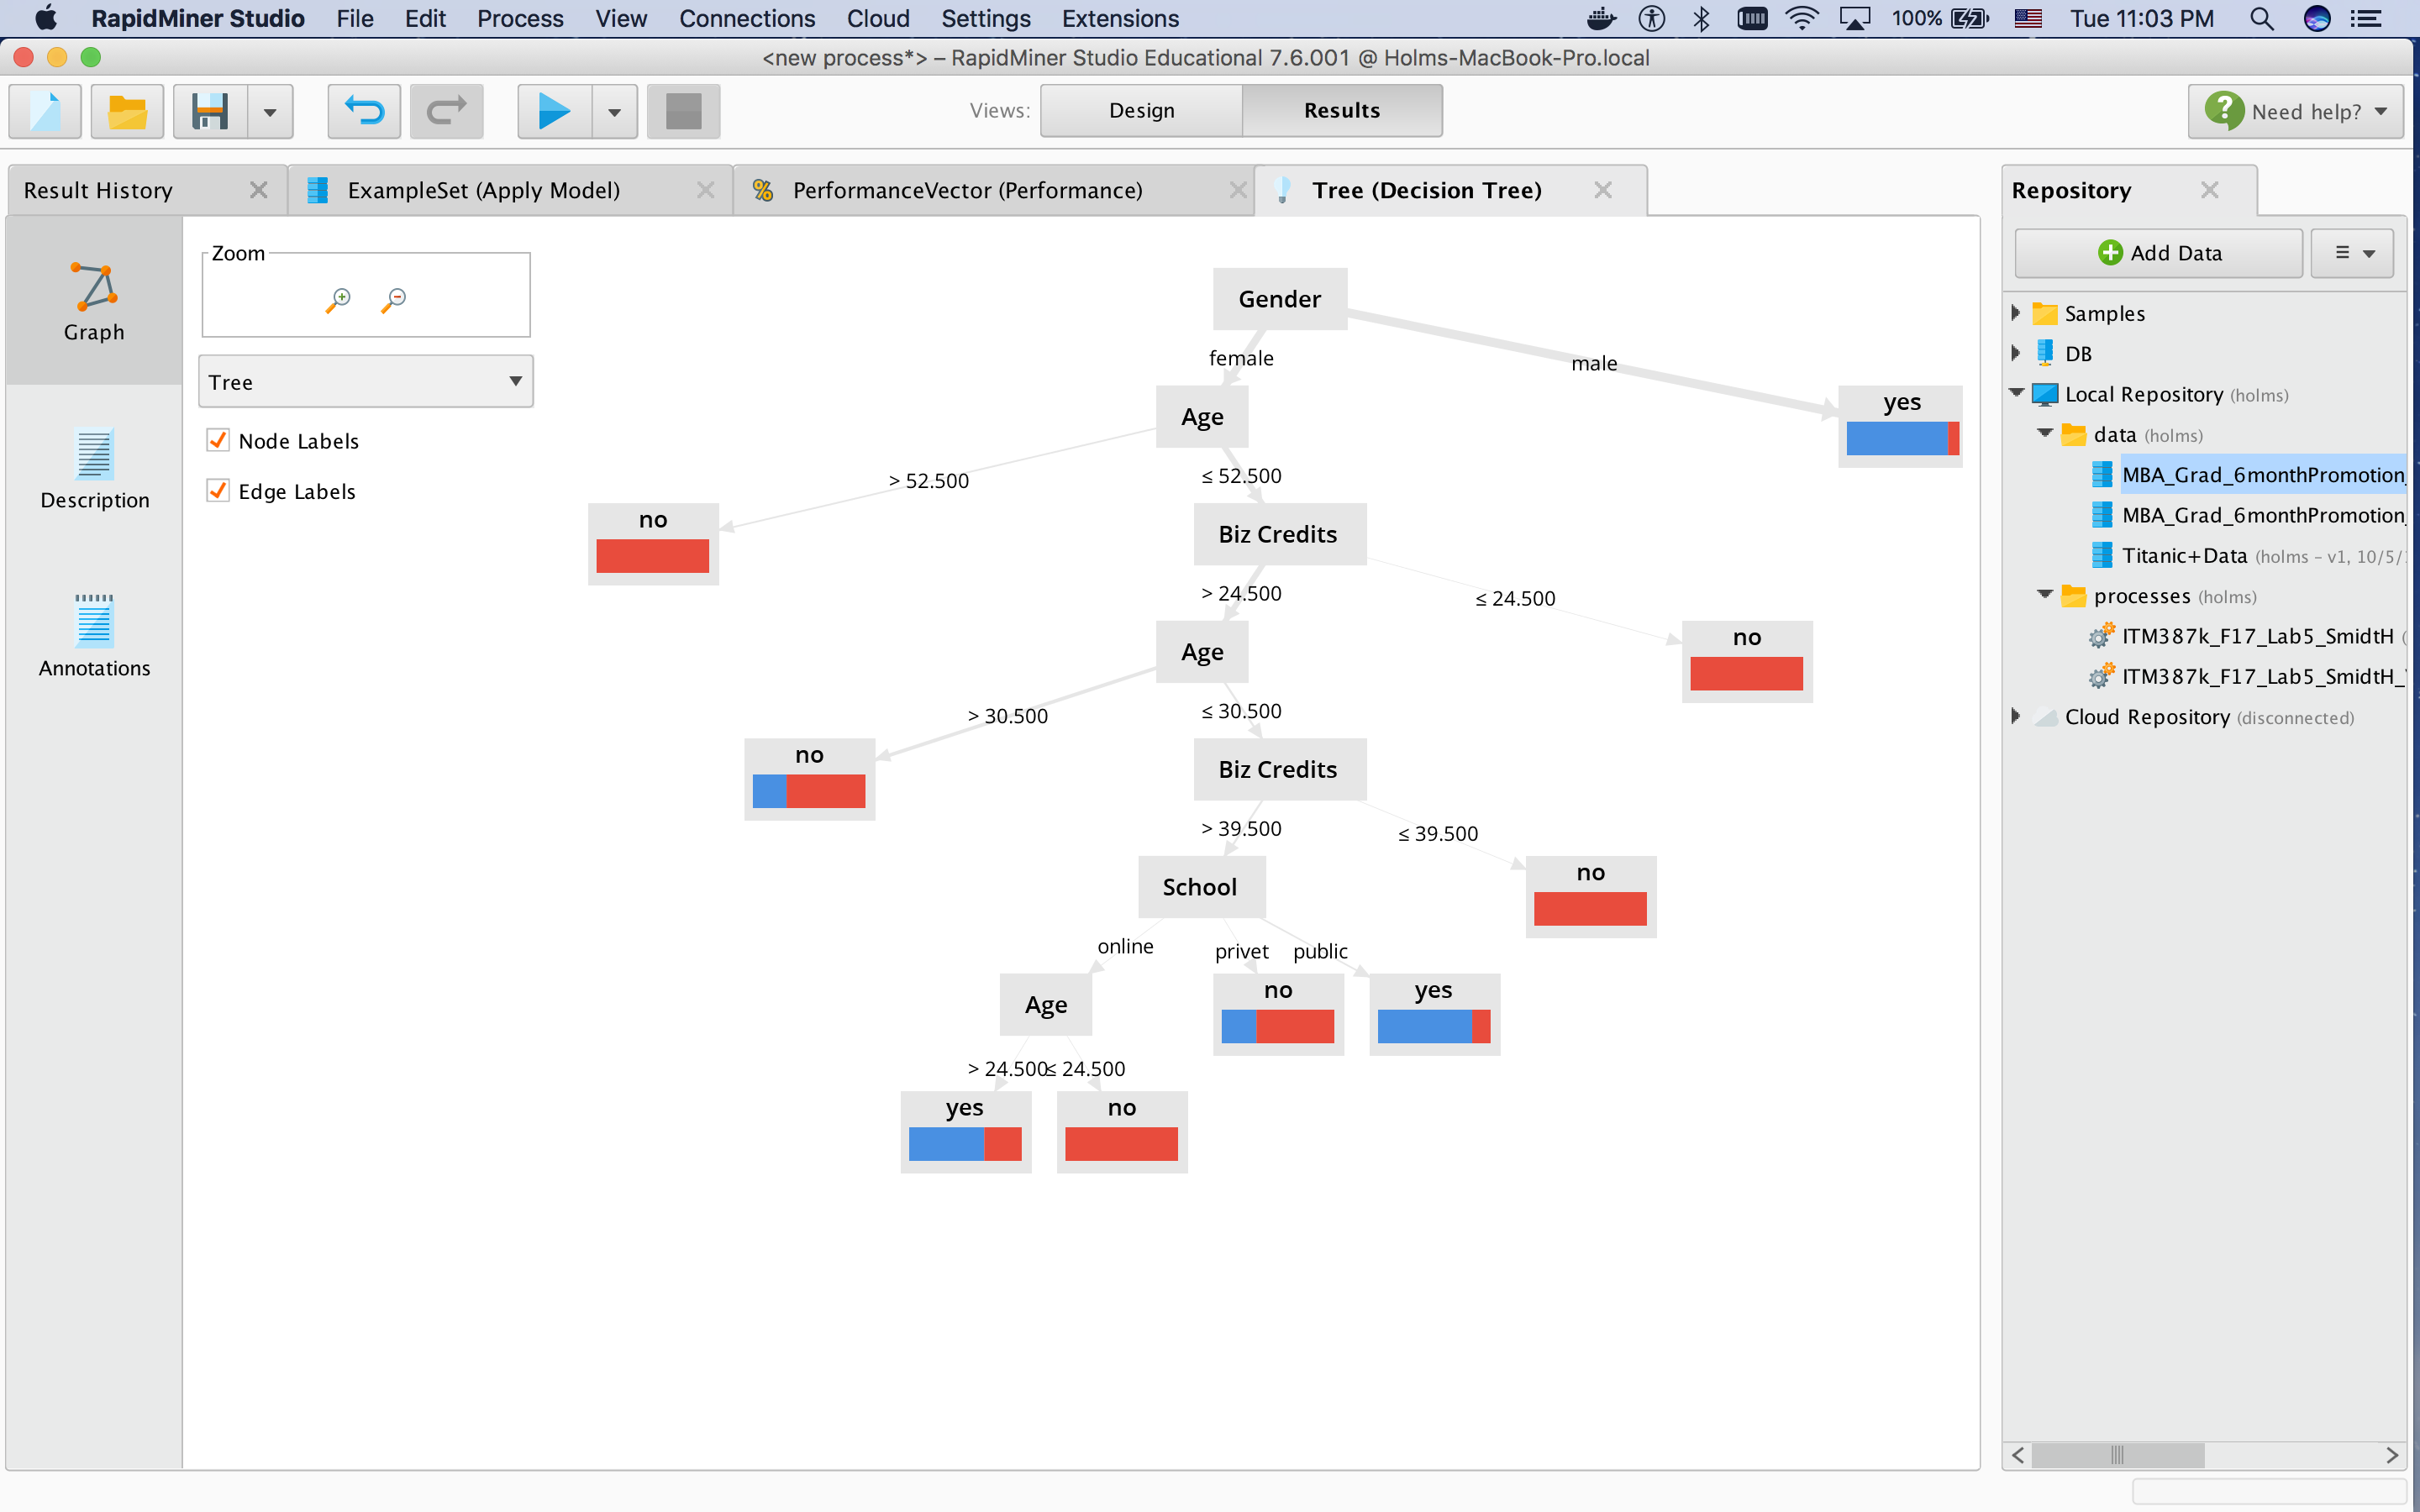 RapidMiner Studio File Edit Process View Connections Cloud Settings Extensions 100% Tue 11:03 PM
<new process*> – RapidMiner Studio Educational 7.6.001 @ Holms-MacBook-Pro.local
Views: Design Results Need help?
Result History ExampleSet (Apply Model) PerformanceVector (Performance) Tree (Decision Tree) Repository
Zoom
Graph
Tree
Node Labels
Edge Labels
Description
Annotations
Gender
female male
Age yes
> 52.500 ≤ 52.500
no Biz Credits
> 24.500 ≤ 24.500
Age no
> 30.500 ≤ 30.500
no Biz Credits
> 39.500 ≤ 39.500
School no
online privet public
Age no yes
> 24.500 ≤ 24.500
yes no
Add Data
Samples
DB
Local Repository (holms)
data (holms)
MBA_Grad_6monthPromotion_
MBA_Grad_6monthPromotion_
Titanic+Data (holms – v1, 10/5/
processes (holms)
ITM387k_F17_Lab5_SmidtH (
ITM387k_F17_Lab5_SmidtH_
Cloud Repository (disconnected)